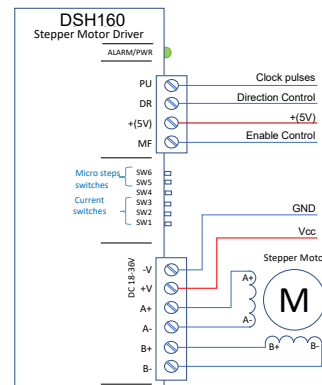 DSH160
Stepper Motor Driver
ALARM/PWR
PU
Clock pulses
DR
Direction Control
+(5V)
+(5V)
MF
Enable Control
Micro steps
switches
Current
switches
SW6
SW5
SW4
SW3
SW2
SW1
GND
Vcc
DC 18-36V
-V
+V
A+
A-
B+
B-
Stepper Moto
A+
A-
M
B+
B-